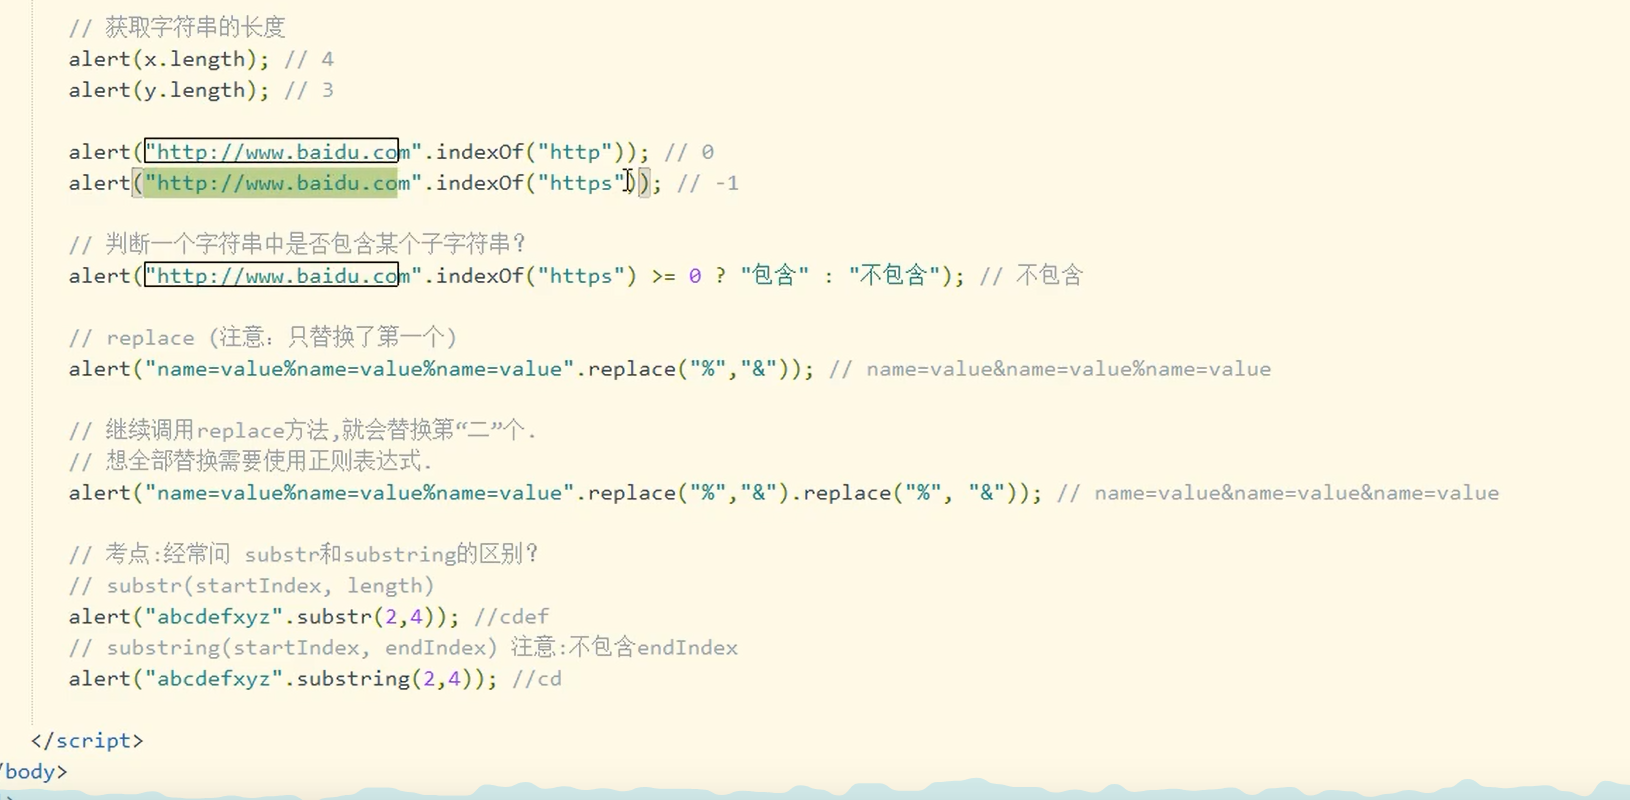 // 获取字符串的长度
alert(x.length); // 4
alert(y.length); // 3
alert("http://www.baidu.com".indexOf("http")); // 0
alert("http://www.baidu.com".indexOf("https")); // -1
// 判断一个字符串中是否包含某个子字符串?
alert("http://www.baidu.com".indexOf("https") >= 0 ? "包含" : "不包含"); // 不包含
// replace (注意：只替换了第一个)
alert("name=value%name=value%name=value".replace("%","&")); // name=value&name=value%name=value
// 继续调用replace方法,就会替换第“二”个.
// 想全部替换需要使用正则表达式.
alert("name=value%name=value%name=value".replace("%","&").replace("%", "&")); // name=value&name=value&name=value
// 考点:经常问 substr和substring的区别?
// substr(startIndex, length)
alert("abcdefxyz".substr(2,4)); //cdef
// substring(startIndex, endIndex) 注意:不包含endIndex
alert("abcdefxyz".substring(2,4)); //cd
</script>
/body>